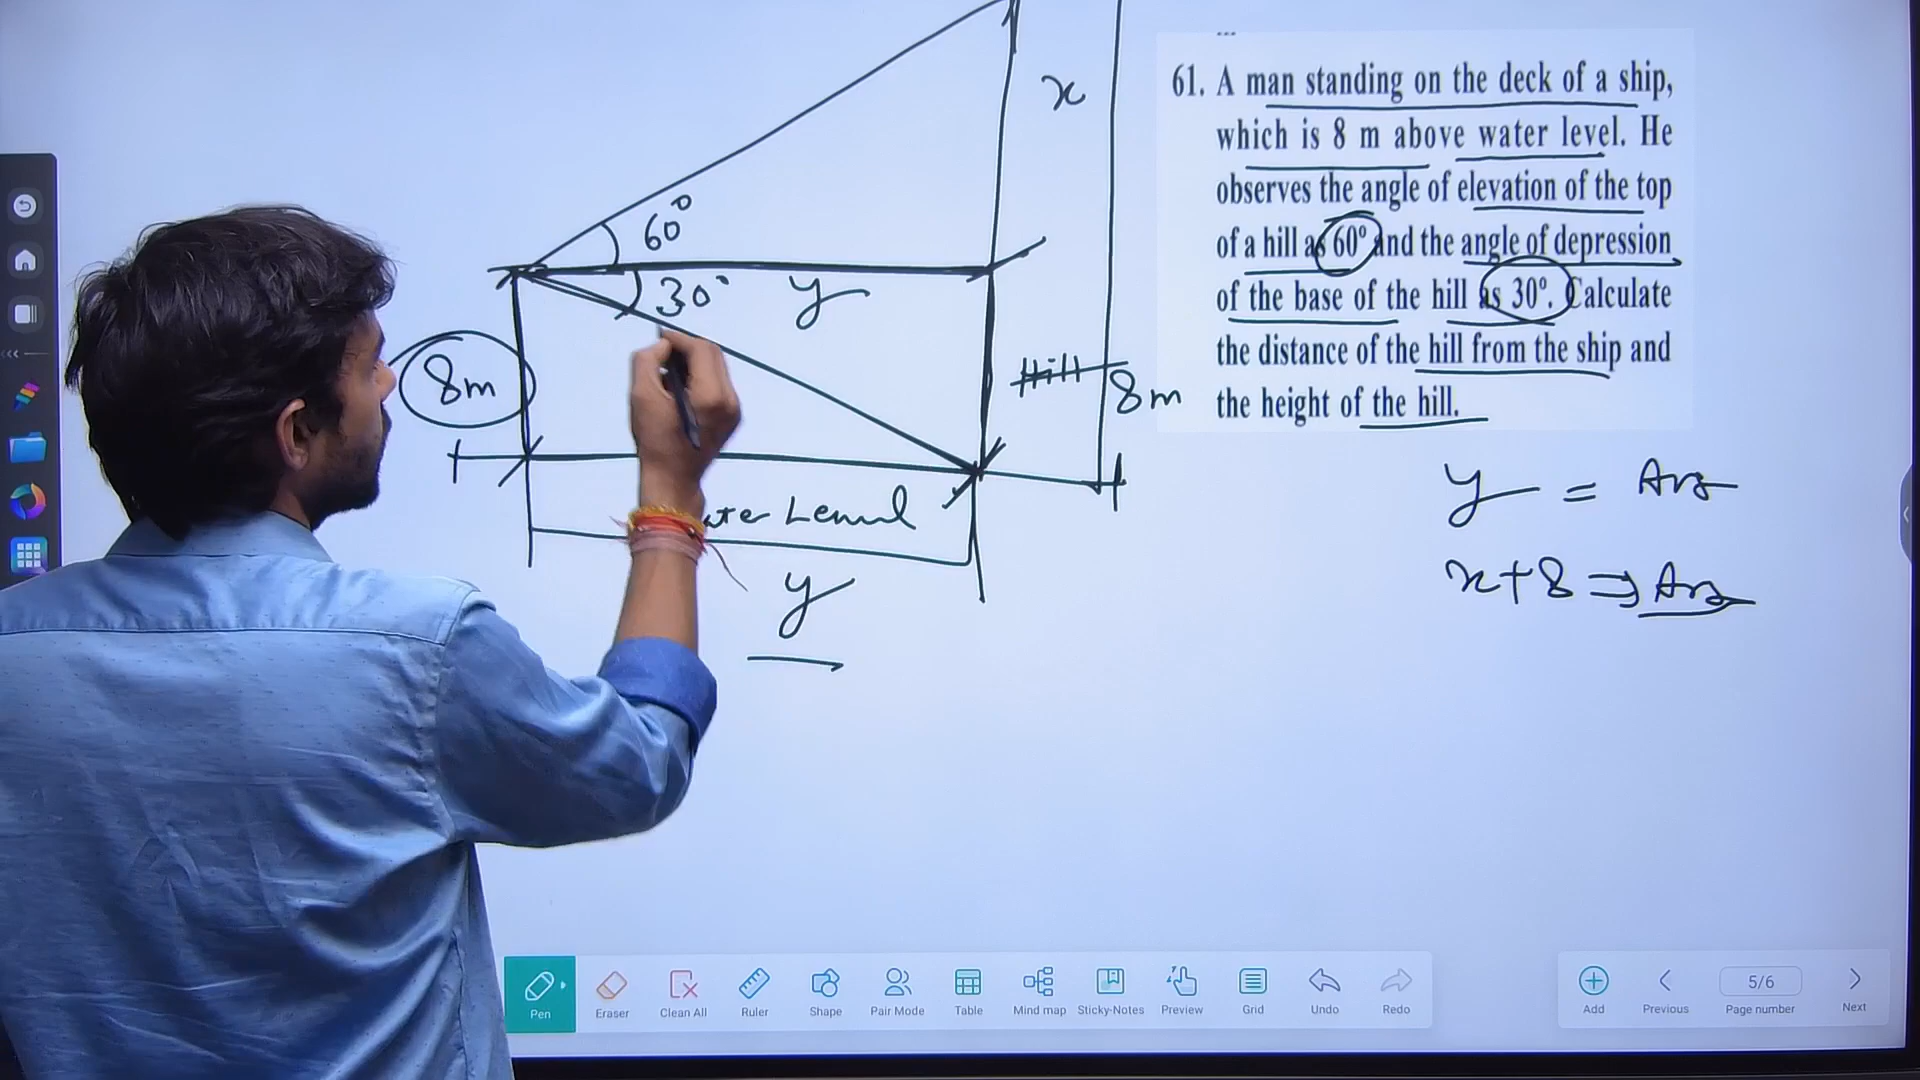 61. A man standing on the deck of a ship,
which is 8 m above water level. He
observes the angle of elevation of the top
of a hill as 60° and the angle of depression
of the base of the hill as 30°. Calculate
the distance of the hill from the ship and
the height of the hill.
x
60°
30°
y
8m
Hill
8m
y
y = Ans
x+8 ⇒ Ans
Pen
Eraser
Clean All
Ruler
Shape
Pair Mode
Table
Mind map
Sticky-Notes
Preview
Grid
Undo
Redo
Add
Previous
5/6
Page number
Next